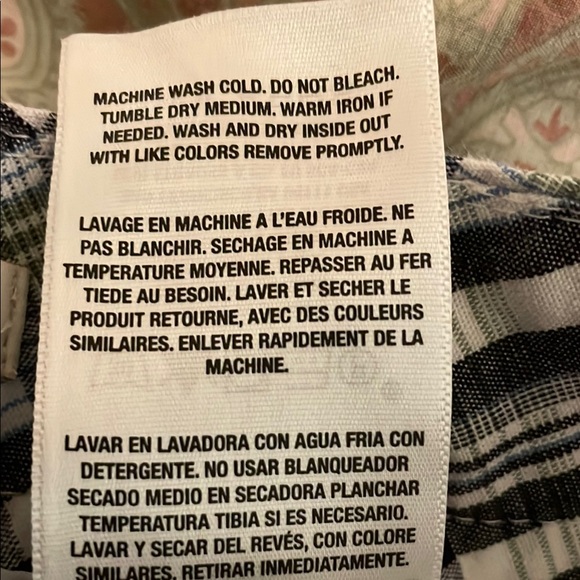 MACHINE WASH COLD. DO NOT BLEACH.
TUMBLE DRY MEDIUM. WARM IRON IF
NEEDED. WASH AND DRY INSIDE OUT
WITH LIKE COLORS REMOVE PROMPTLY.
LAVAGE EN MACHINE A L'EAU FROIDE. NE
PAS BLANCHIR. SECHAGE EN MACHINE A
TEMPERATURE MOYENNE. REPASSER AU FER
TIEDE AU BESOIN. LAVER ET SECHER LE
PRODUIT RETOURNE, AVEC DES COULEURS
SIMILAIRES. ENLEVER RAPIDEMENT DE LA
MACHINE.
LAVAR EN LAVADORA CON AGUA FRIA CON
DETERGENTE. NO USAR BLANQUEADOR
SECADO MEDIO EN SECADORA PLANCHAR
TEMPERATURA TIBIA SI ES NECESARIO.
LAVAR Y SECAR DEL REVÉS, CON COLORE
SIMILARES. RETIRAR INMEDIATAMENTE.